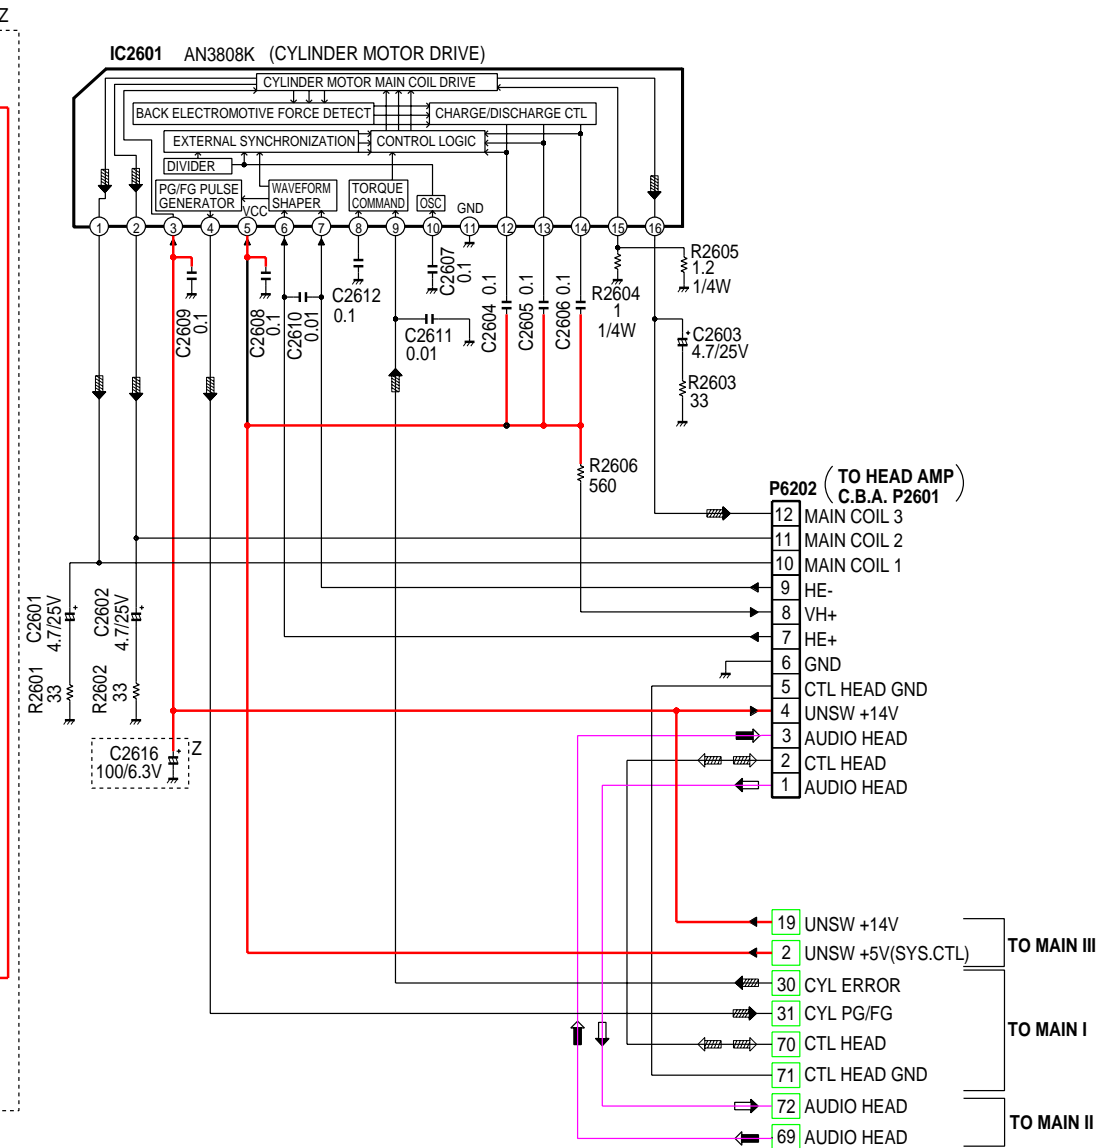 Z
IC2601 AN3808K (CYLINDER MOTOR DRIVE)
CYLINDER MOTOR MAIN COIL DRIVE
BACK ELECTROMOTIVE FORCE DETECT
CHARGE/DISCHARGE CTL
EXTERNAL SYNCHRONIZATION
CONTROL LOGIC
DIVIDER
PG/FG PULSE
GENERATOR
WAVEFORM
SHAPER
TORQUE
COMMAND
OSC
VCC
GND
1 2 3 4 5 6 7 8 9 10 11 12 13 14 15 16
C2609
0.1
C2608
0.1
C2610
0.01
C2612
0.1
C2611
0.01
C2607
0.1
C2604 0.1
C2605 0.1
C2606 0.1
R2604
1
1/4W
R2605
1.2
1/4W
C2603
4.7/25V
R2603
33
R2606
560
P6202 (TO HEAD AMP
C.B.A. P2601)
12 MAIN COIL 3
11 MAIN COIL 2
10 MAIN COIL 1
9 HE-
8 VH+
7 HE+
6 GND
5 CTL HEAD GND
4 UNSW +14V
3 AUDIO HEAD
2 CTL HEAD
1 AUDIO HEAD
C2601
4.7/25V
C2602
4.7/25V
R2601
33
R2602
33
C2616
100/6.3V
Z
19 UNSW +14V
2 UNSW +5V(SYS.CTL)
TO MAIN III
30 CYL ERROR
31 CYL PG/FG
70 CTL HEAD
71 CTL HEAD GND
TO MAIN I
72 AUDIO HEAD
69 AUDIO HEAD
TO MAIN II